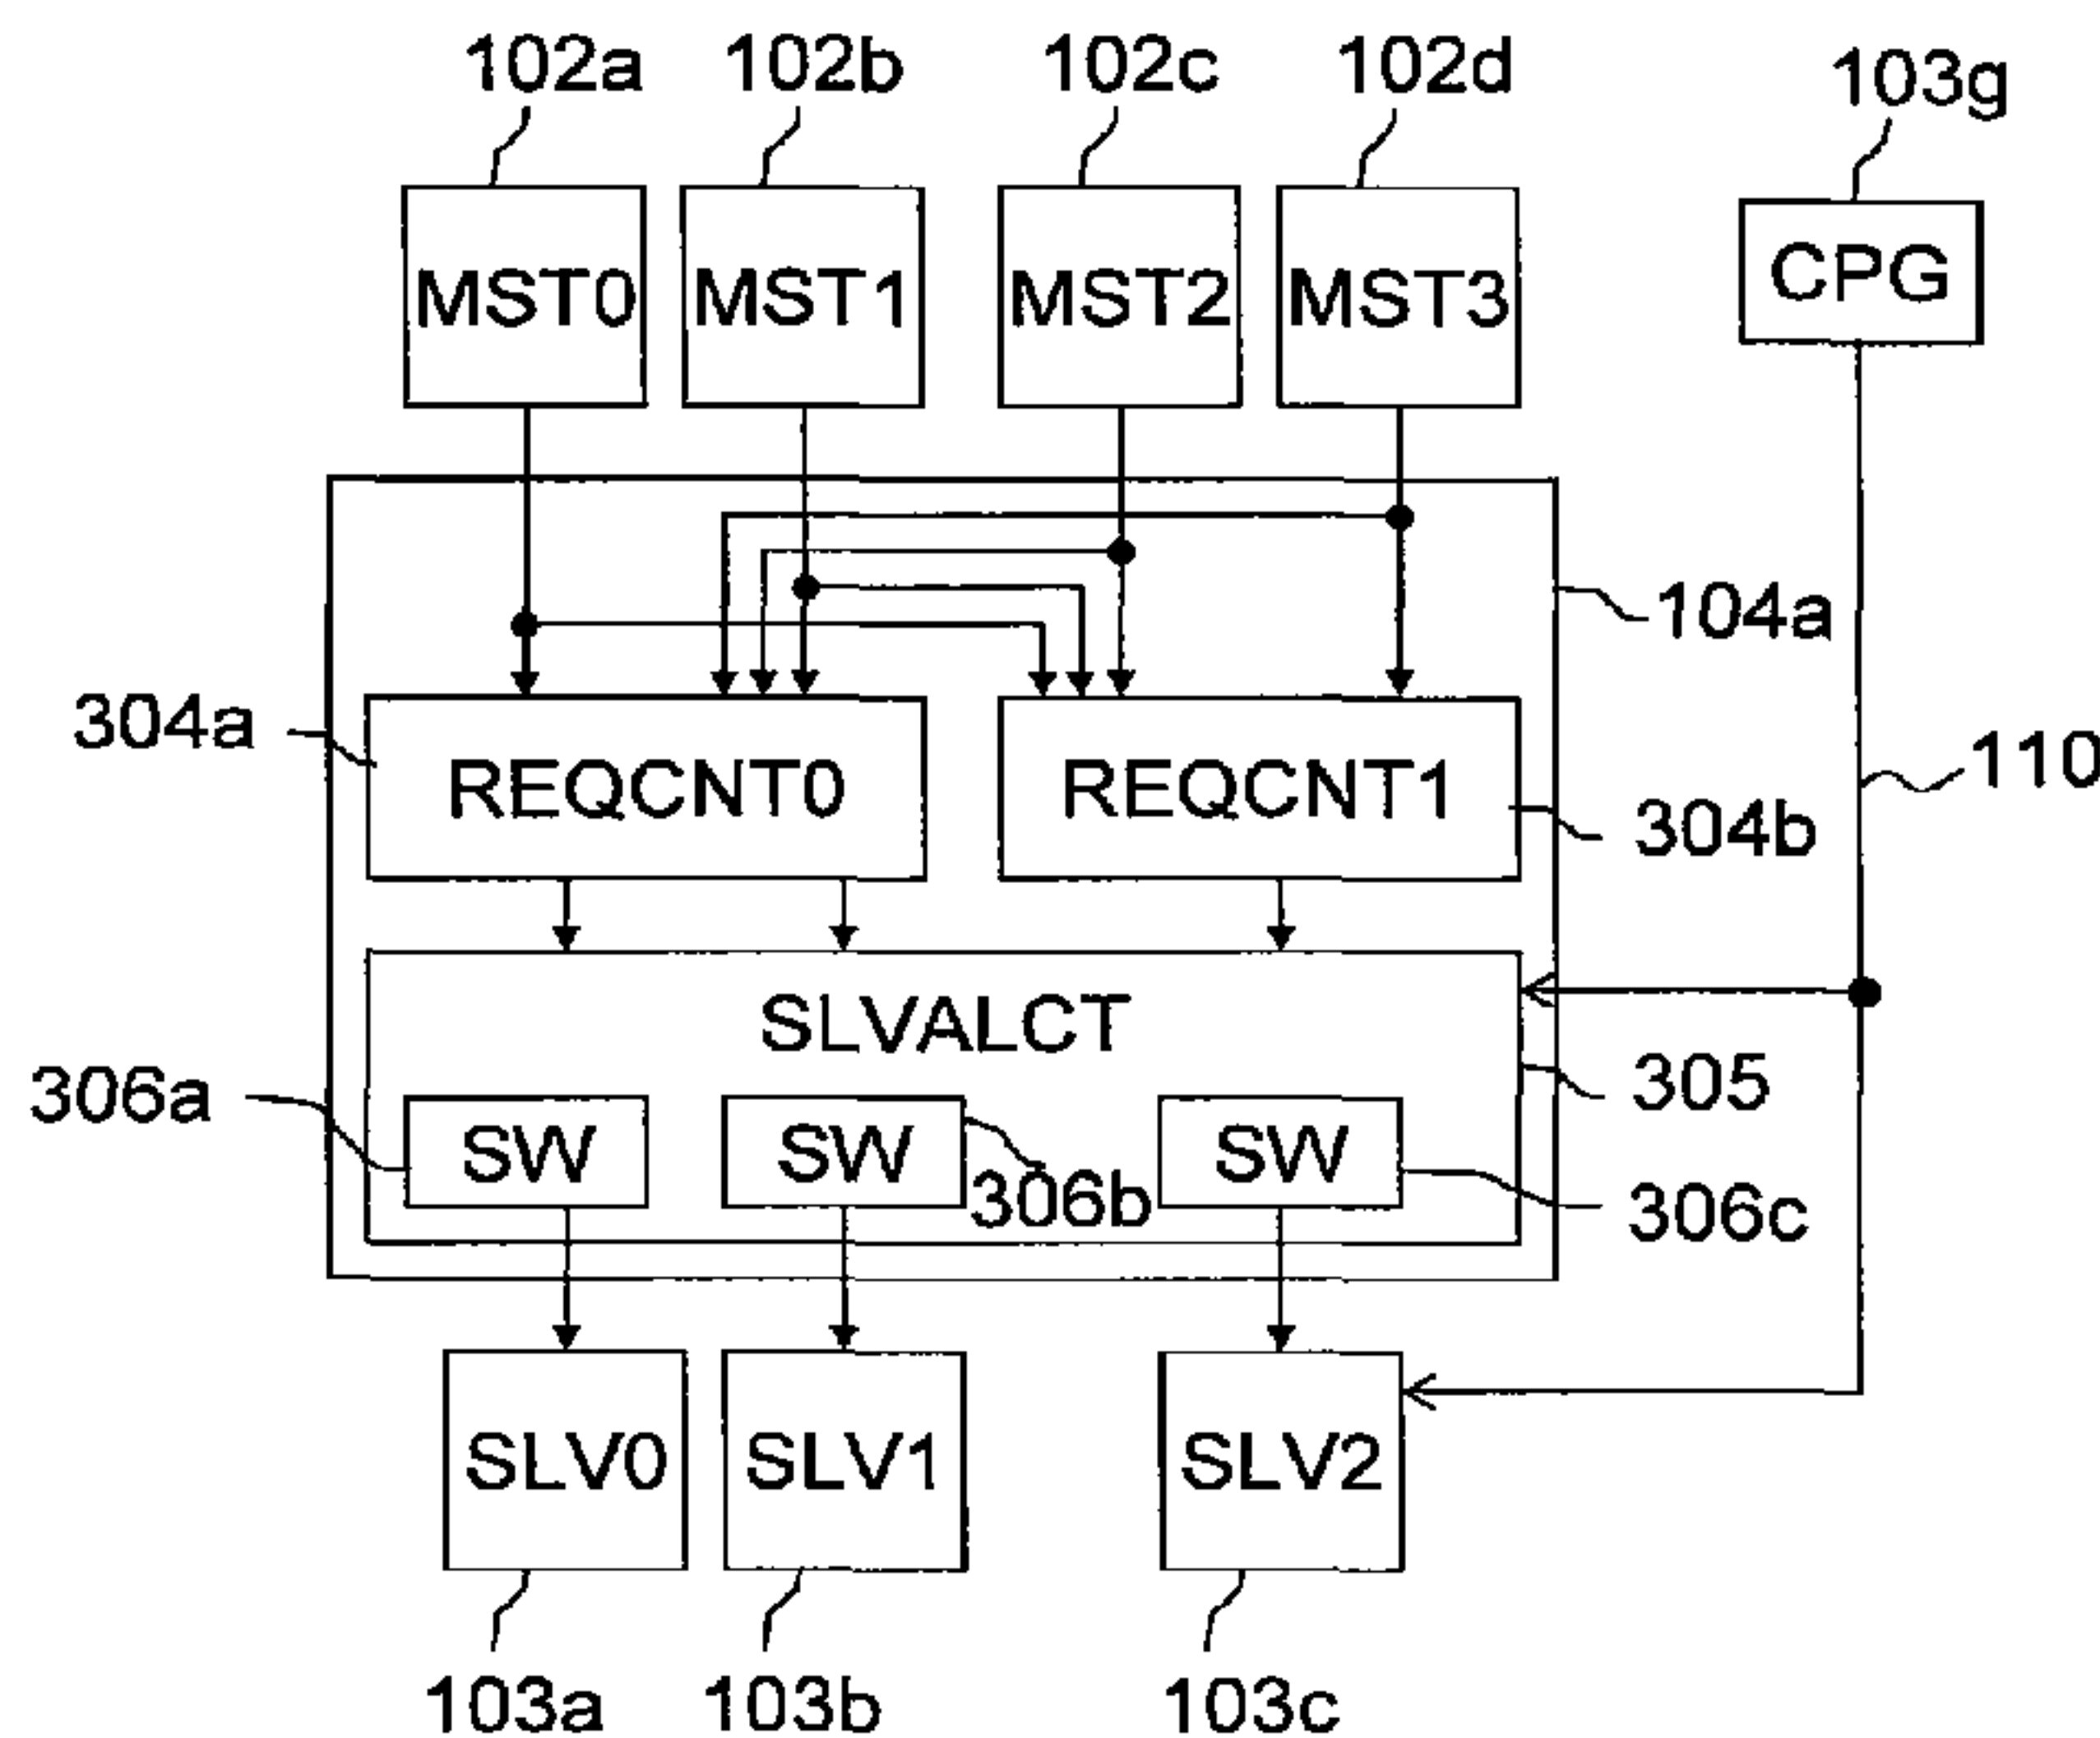 102a 102b 102c 102d 103g
MST0 MST1 MST2 MST3 CPG
104a
304a REQCNT0 REQCNT1 110
304b
SLVALCT
306a 305
SW SW SW
306b 306c
SLV0 SLV1 SLV2
103a 103b 103c